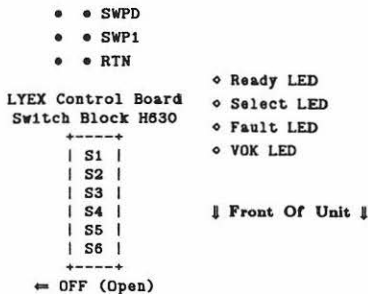 ● ● SWPD
● ● SWP1
● ● RTN
LYEX Control Board
Switch Block H630
+-----+
| S1 |
| S2 |
| S3 |
| S4 |
| S5 |
| S6 |
+-----+
⇐ OFF (Open)
⋄ Ready LED
⋄ Select LED
⋄ Fault LED
⋄ VOK LED
⇓ Front Of Unit ⇓